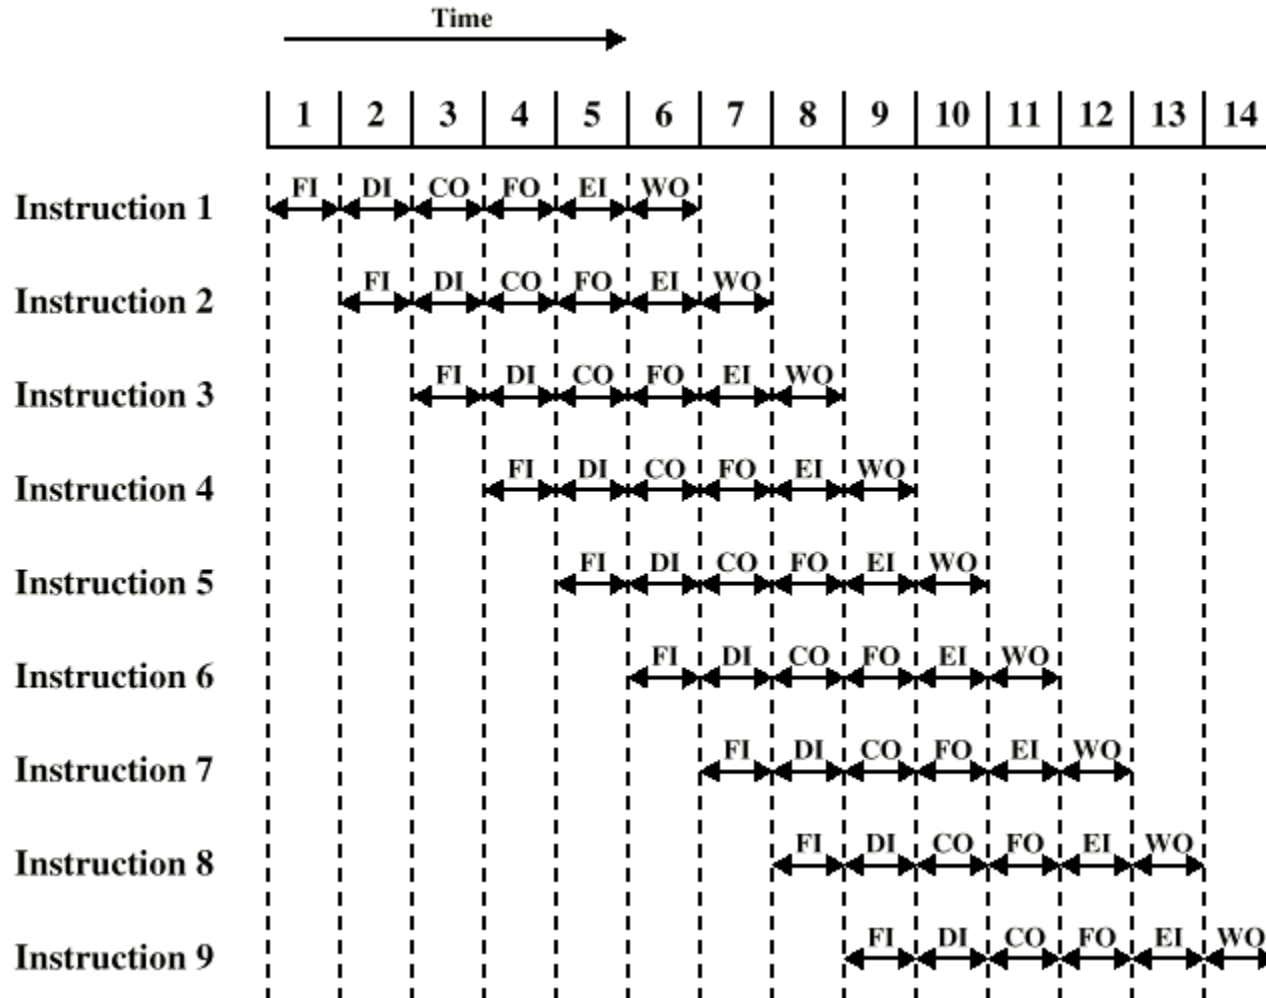 Time
1 2 3 4 5 6 7 8 9 10 11 12 13 14
Instruction 1 FI DI CO FO EI WO
Instruction 2 FI DI CO FO EI WO
Instruction 3 FI DI CO FO EI WO
Instruction 4 FI DI CO FO EI WO
Instruction 5 FI DI CO FO EI WO
Instruction 6 FI DI CO FO EI WO
Instruction 7 FI DI CO FO EI WO
Instruction 8 FI DI CO FO EI WO
Instruction 9 FI DI CO FO EI WO